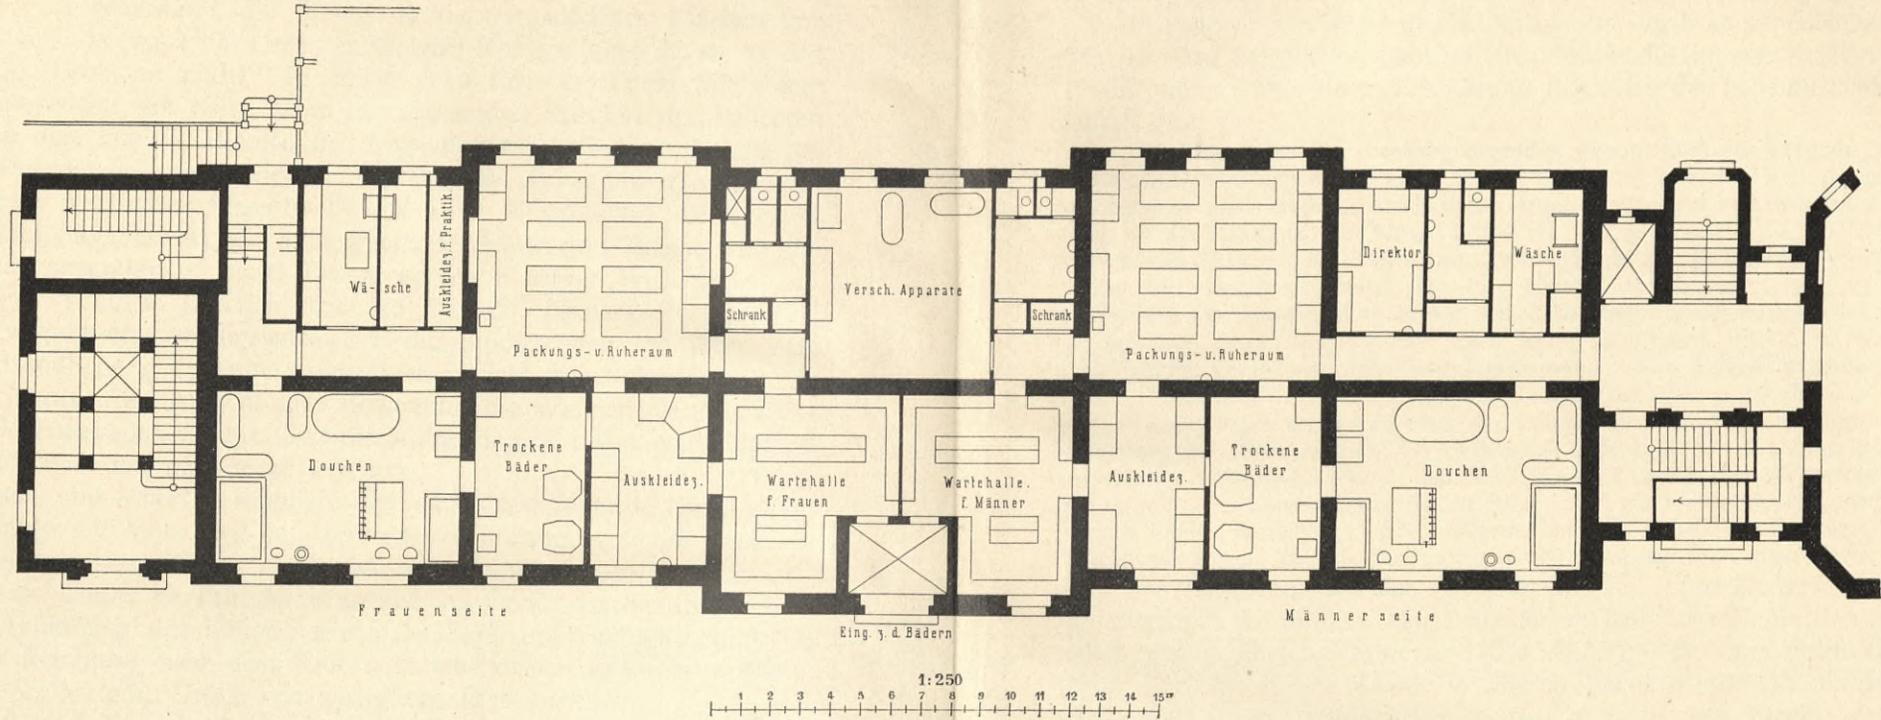 Auskleidez. f. Praktik.
Wä-sche
Direktor
Wäsche
Versch. Apparate
Schrank
Schrank
Packungs- u. Ruheraum
Packungs- u. Ruheraum
Douchen
Trockene
Bäder
Auskleidez.
Wartehalle
f. Frauen
Wartehalle.
f. Männer
Auskleidez.
Trockene
Bäder
Douchen
Frauenseite
Männerseite
Eing. z. d. Bädern
1:250
1 2 3 4 5 6 7 8 9 10 11 12 13 14 15m